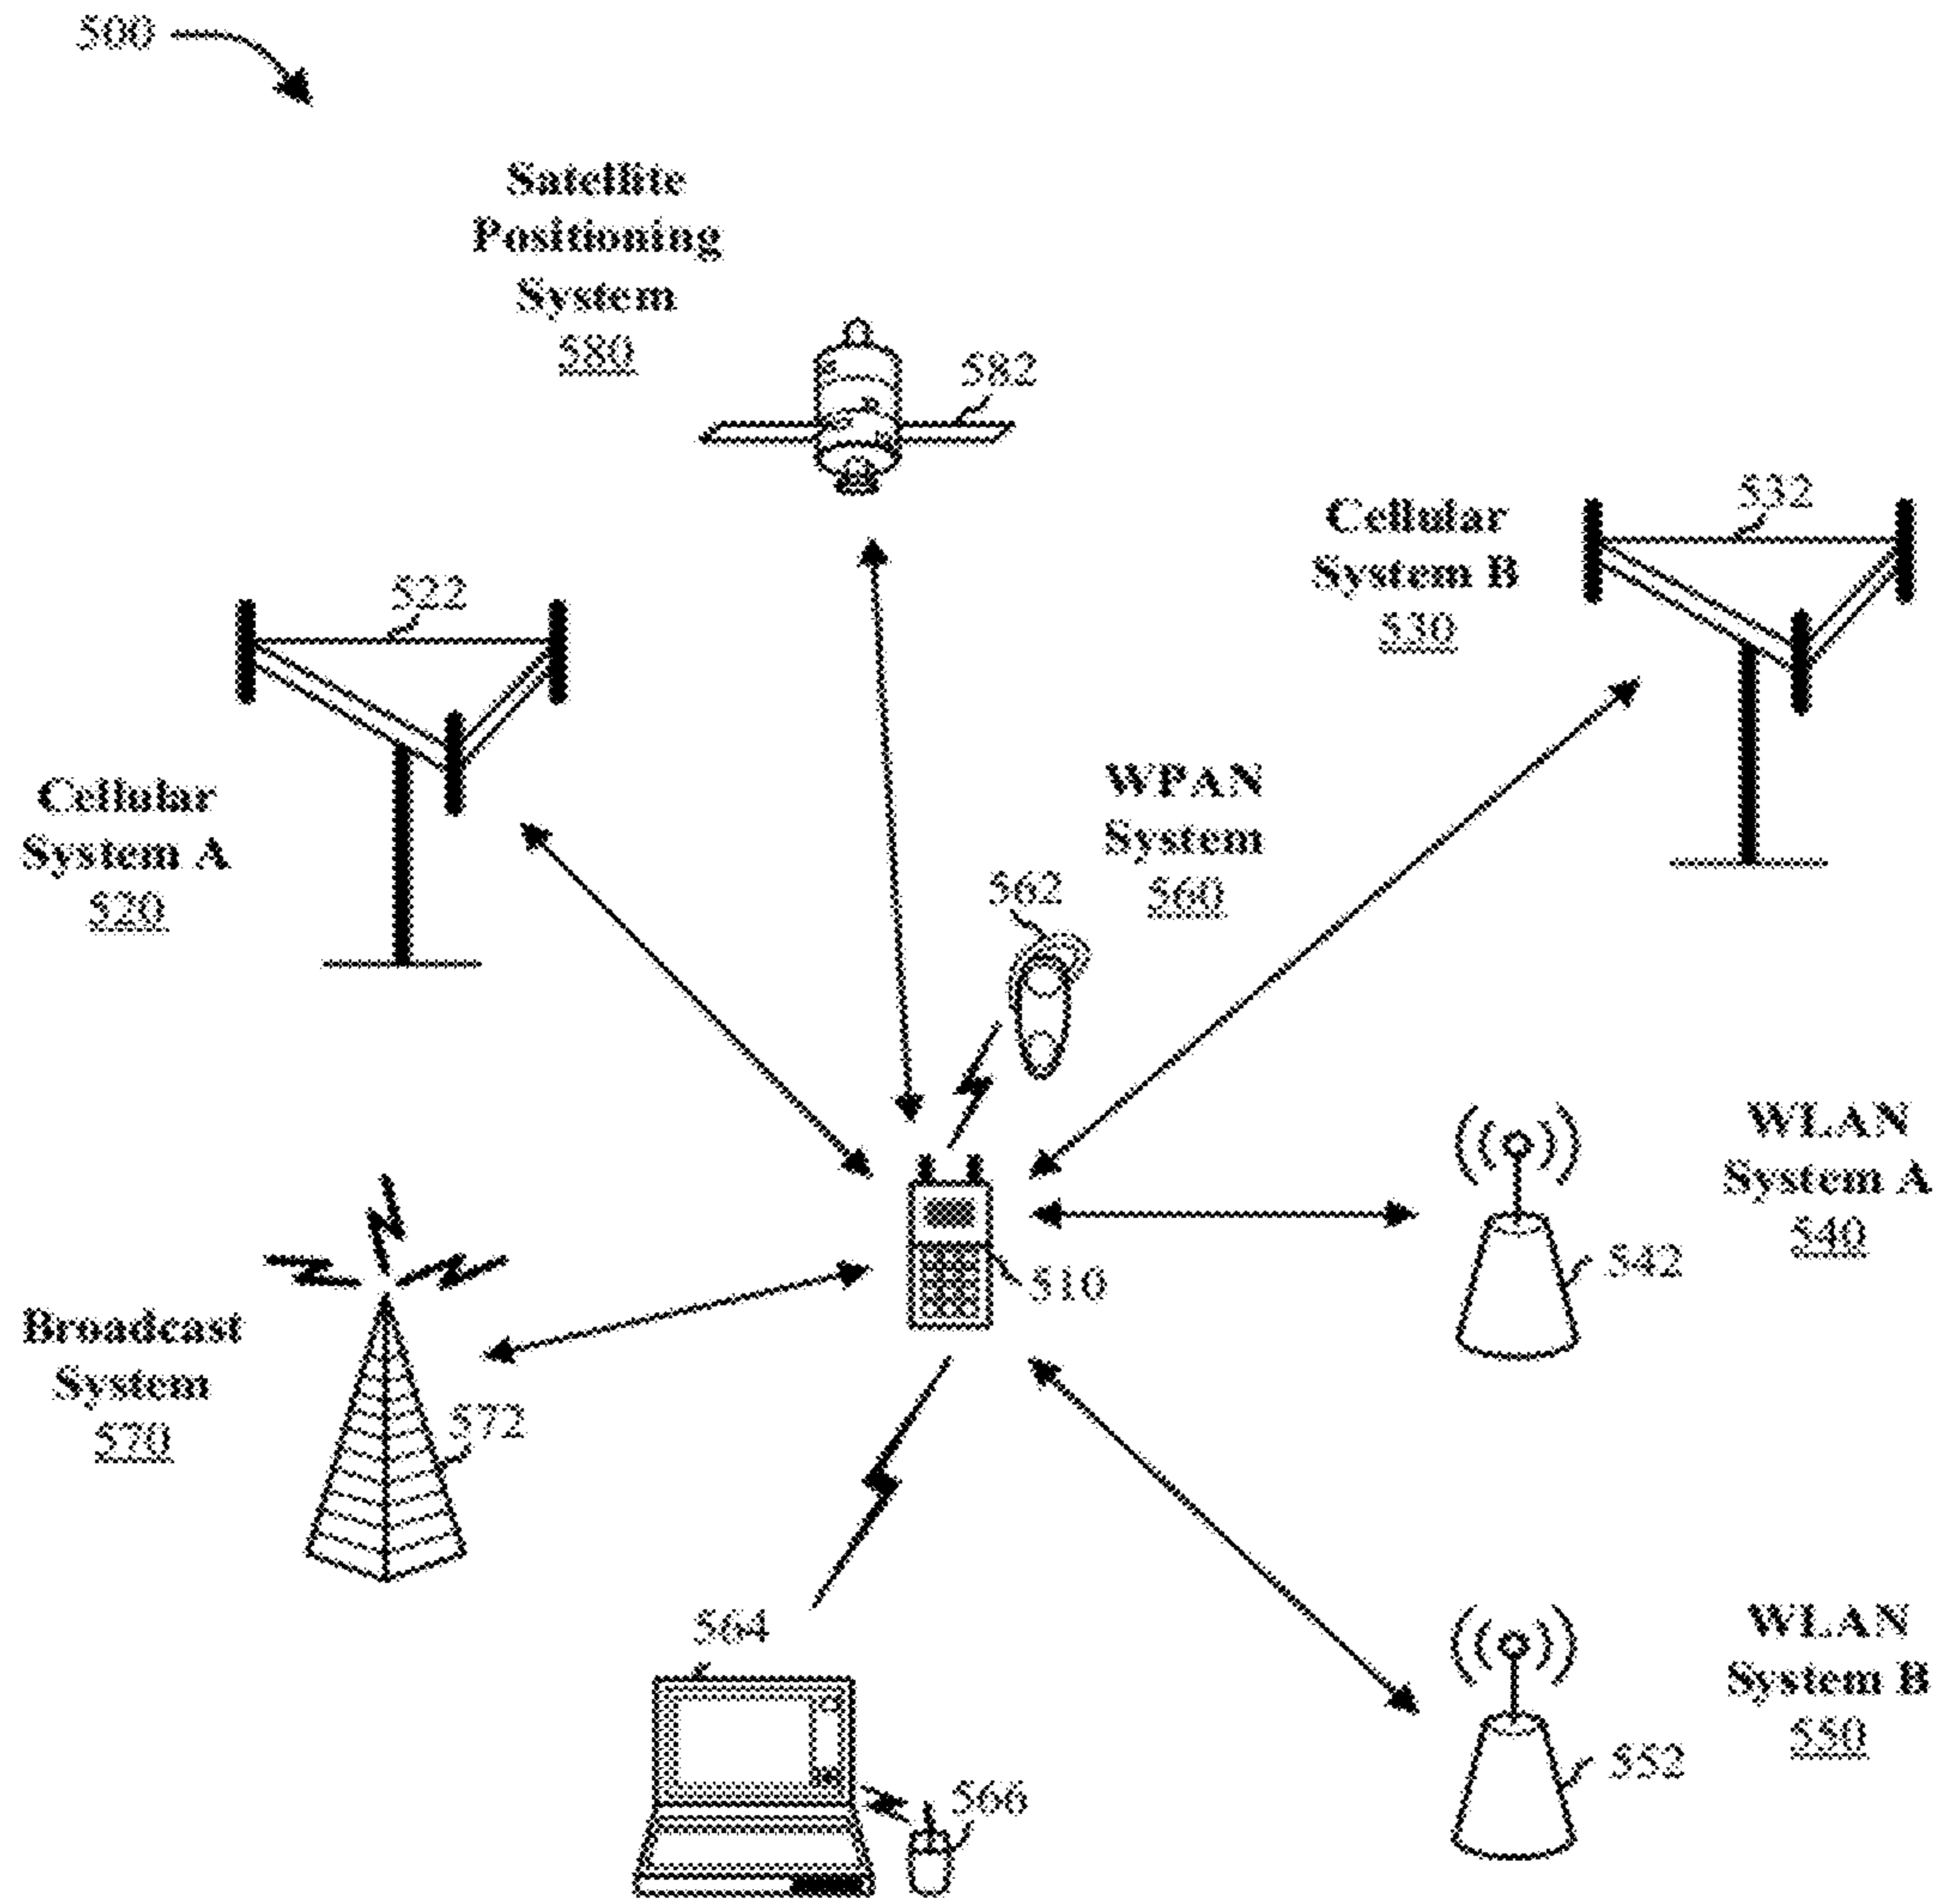 500
Satellite
Positioning
System
580
582
Cellular
System B
530
532
522
Cellular
System A
520
WPAN
System
560
562
WLAN
System A
540
542
510
Broadcast
System
570
572
564
566
WLAN
System B
550
552